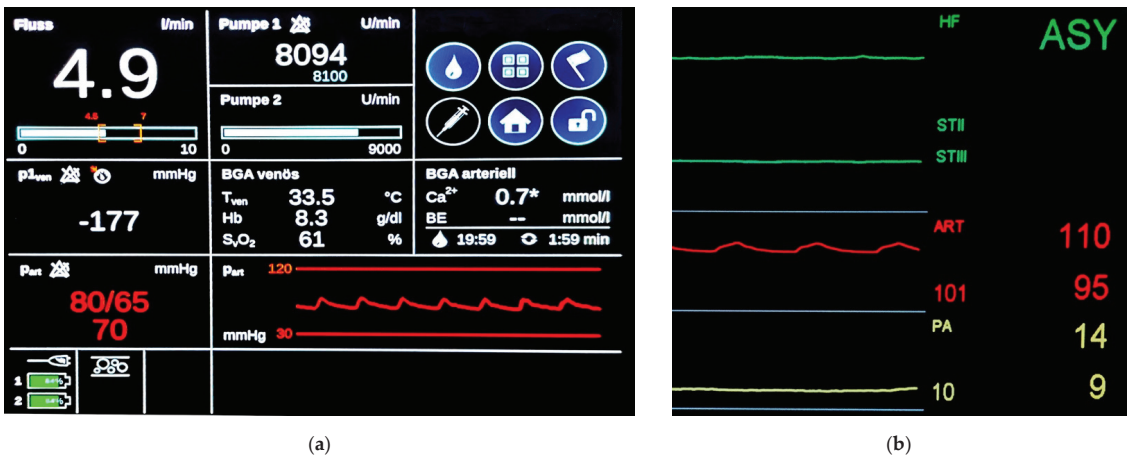 Fluss l/min
4.9
4.5 7
0 10
Pumpe 1 U/min
8094
8100
Pumpe 2 U/min
0 9000
p1ven mmHg
-177
BGA venös
Tven 33.5 °C
Hb 8.3 g/dl
SvO2 61 %
BGA arteriell
Ca2+ 0.7* mmol/l
BE -- mmol/l
19:59 1:59 min
part mmHg
80/65
70
part 120
mmHg 30
1
2
(a)
HF ASY
STII
STIII
ART 110
101 95
PA 14
10 9
(b)